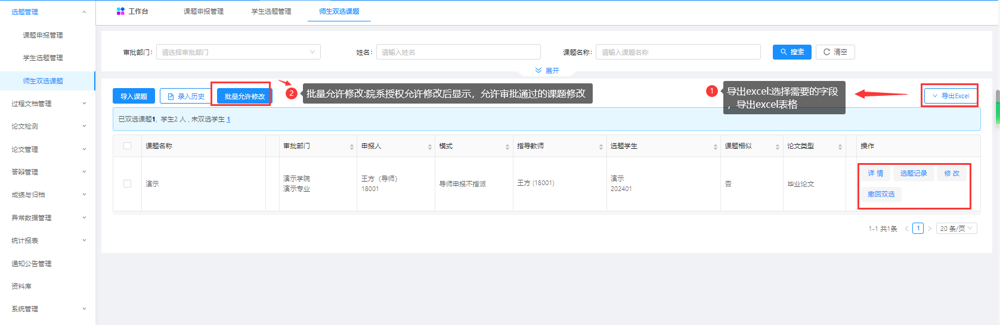 选题管理
课题申报管理
学生选题管理
师生双选课题
过程文档管理
论文检测
论文管理
答辩管理
成绩与归档
异常数据管理
统计报表
通知公告管理
资料库
系统管理
工作台
课题申报管理
学生选题管理
师生双选课题
审批部门：
请选择审批部门
姓名：
请输入姓名
课题名称：
请输入课题名称
搜索
清空
展开
导入课题
录入历史
批量允许修改
2
批量允许修改:院系授权允许修改后显示，允许审批通过的课题修改
1
导出excel:选择需要的字段
，导出excel表格
导出Excel
已双选课题1，学生2 人 , 未双选学生 1
课题名称
审批部门
申报人
模式
指导教师
选题学生
课题相似
论文类型
操作
演示
演示学院
演示专业
王方（导师）
18001
导师申报不指派
王方 (18001)
演示
202401
否
毕业论文
详 情
选题记录
修 改
撤回双选
1-1 共1条
1
20 条/页